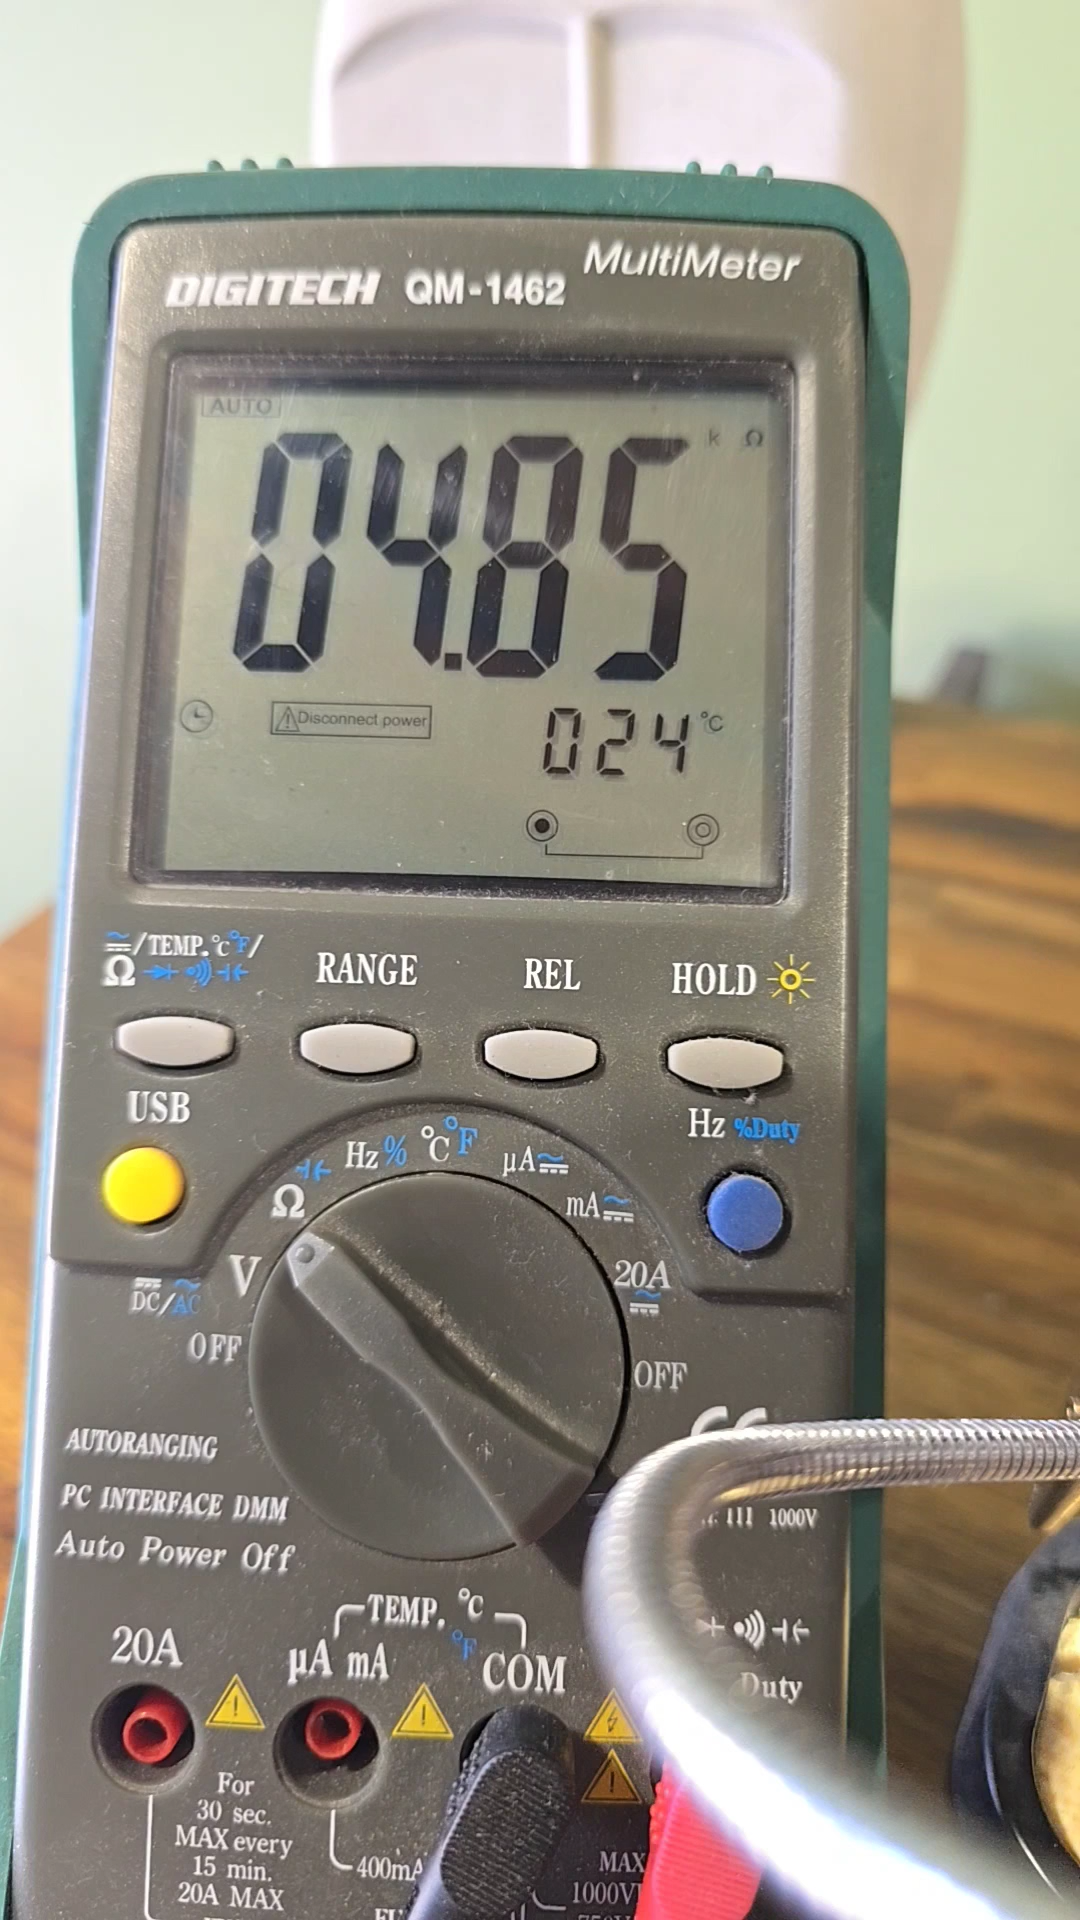 MultiMeter
DIGITECH QM-1462
AUTO
k Ω
04.85
Disconnect power
024 °C
/TEMP.°C°F/
Ω
RANGE
REL
HOLD
USB
Hz %Duty
Ω
Hz %
°C °F
µA
mA
V
20A
DC/AC
OFF
OFF
CE
AUTORANGING
PC INTERFACE DMM
III 1000V
Auto Power Off
TEMP. °C
°F
20A
µA mA
COM
Duty
For
30 sec.
MAX every
15 min.
20A MAX
400mA
MAX
1000V